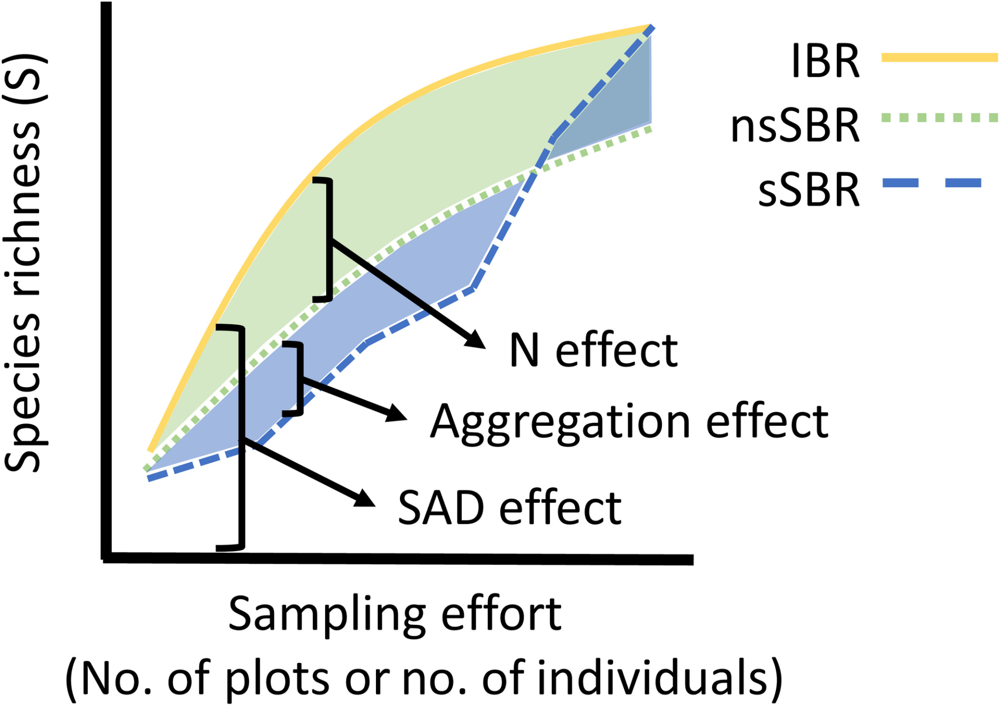 Species richness (S)
IBR
nsSBR
sSBR
N effect
Aggregation effect
SAD effect
Sampling effort
(No. of plots or no. of individuals)